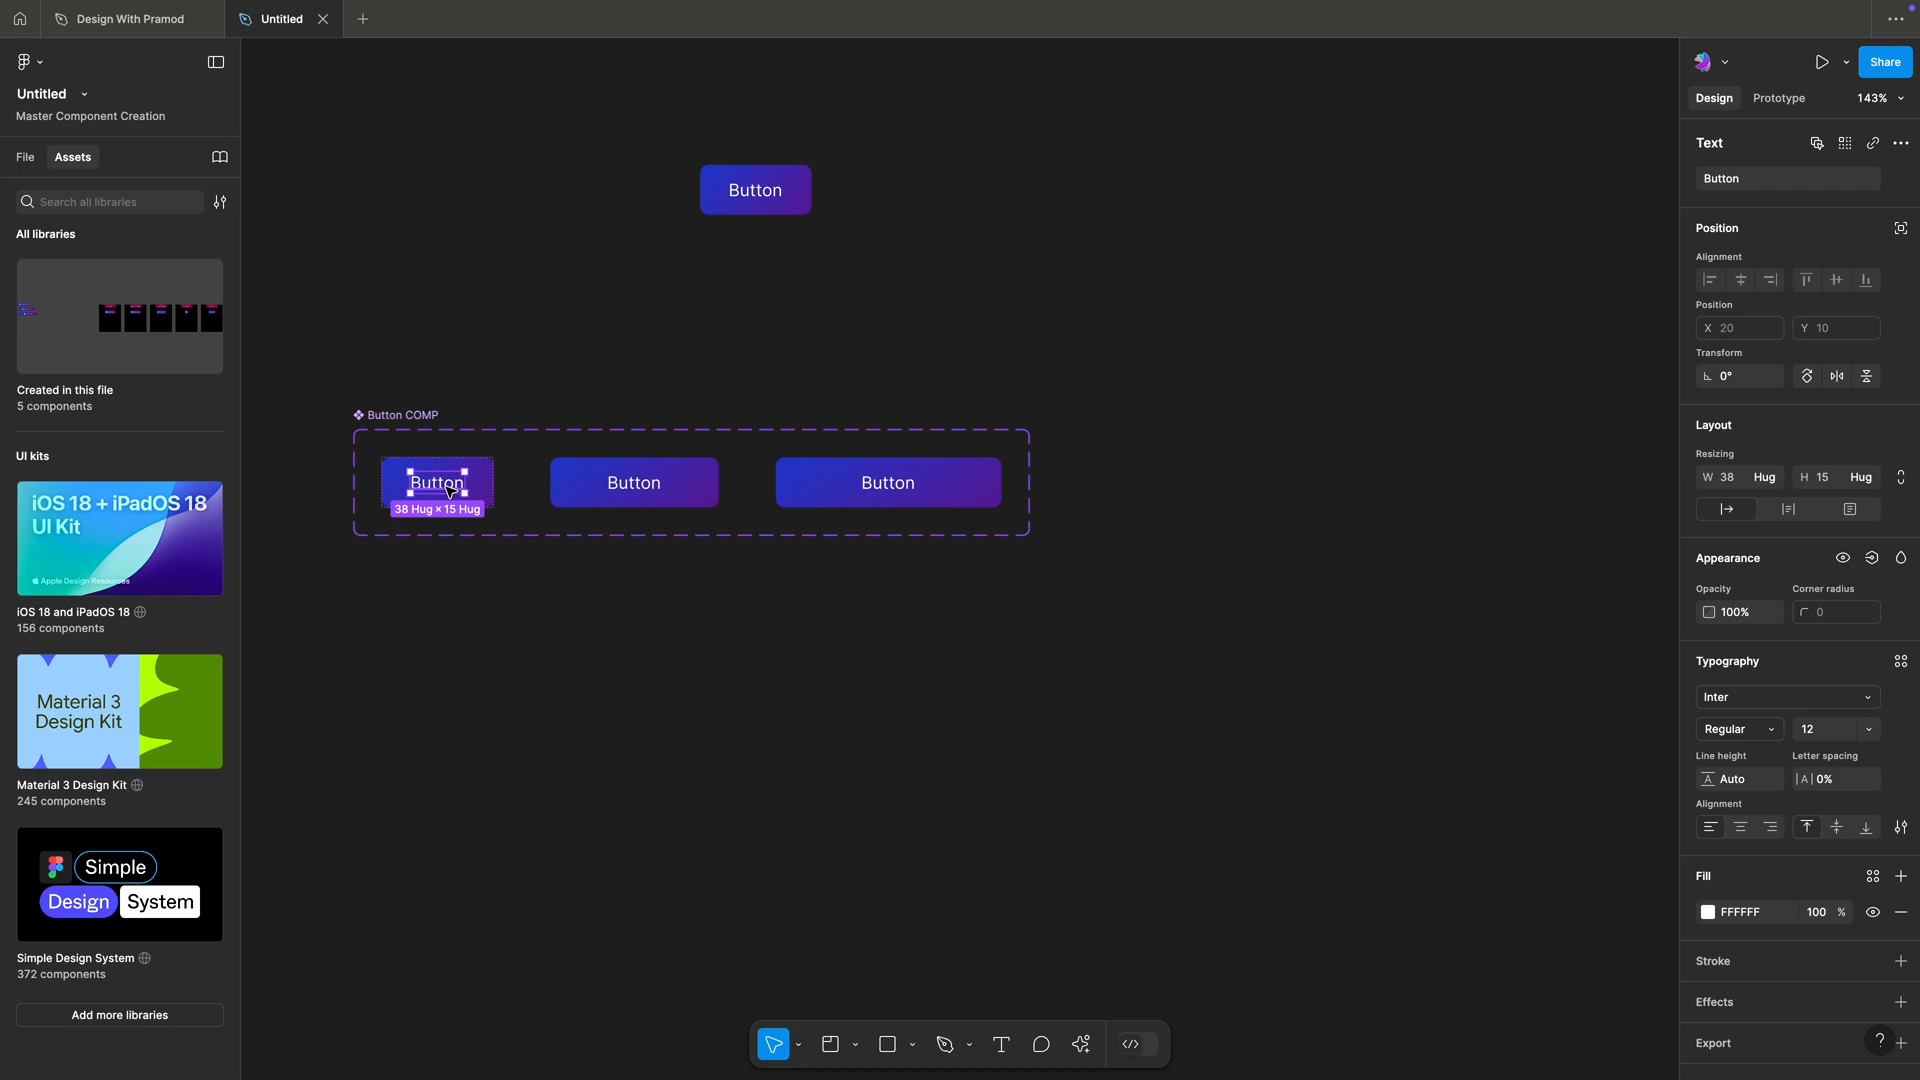 Design With Pramod
Untitled
Untitled
Master Component Creation
File
Assets
Search all libraries
All libraries
Created in this file
5 components
UI kits
iOS 18 + iPadOS 18
UI Kit
Apple Design Resources
iOS 18 and iPadOS 18
156 components
Material 3
Design Kit
Material 3 Design Kit
245 components
Simple
Design System
Simple Design System
372 components
Add more libraries
Button
Button COMP
Button
Button
Button
38 Hug × 15 Hug
Share
Design
Prototype
143%
Text
Button
Position
Alignment
Position
X 20
Y 10
Transform
0°
Layout
Resizing
W 38 Hug
H 15 Hug
Appearance
Opacity
Corner radius
100%
0
Typography
Inter
Regular
12
Line height
Letter spacing
Auto
0%
Alignment
Fill
FFFFFF 100 %
Stroke
Effects
Export
?